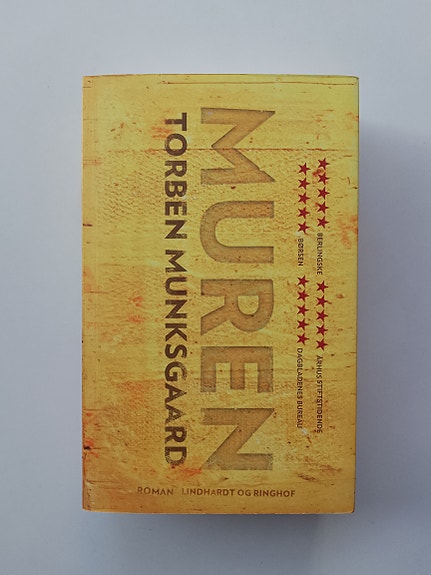 ★★★★★ BERLINGSKE ★★★★★ ÅRHUS STIFTSTIDENDE
★★★★★ BØRSEN ★★★★★ DAGBLADENES BUREAU
MUREN
TORBEN MUNKSGAARD
ROMAN LINDHARDT OG RINGHOF